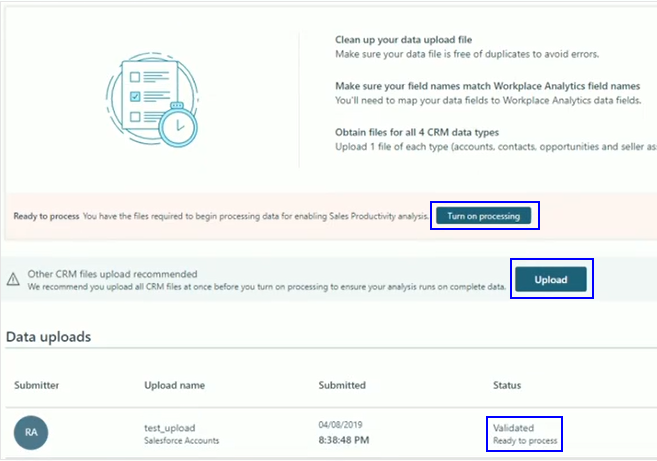 Clean up your data upload file
Make sure your data file is free of duplicates to avoid errors.
Make sure your field names match Workplace Analytics field names
You'll need to map your data fields to Workplace Analytics data fields.
Obtain files for all 4 CRM data types
Upload 1 file of each type (accounts, contacts, opportunities and seller as
Ready to process You have the files required to begin processing data for enabling Sales Productivity analysis. Turn on processing
Other CRM files upload recommended
We recommend you upload all CRM files at once before you turn on processing to ensure your analysis runs on complete data. Upload
Data uploads
Submitter Upload name Submitted Status
RA test_upload 04/08/2019 Validated
Salesforce Accounts 8:38:48 PM Ready to process